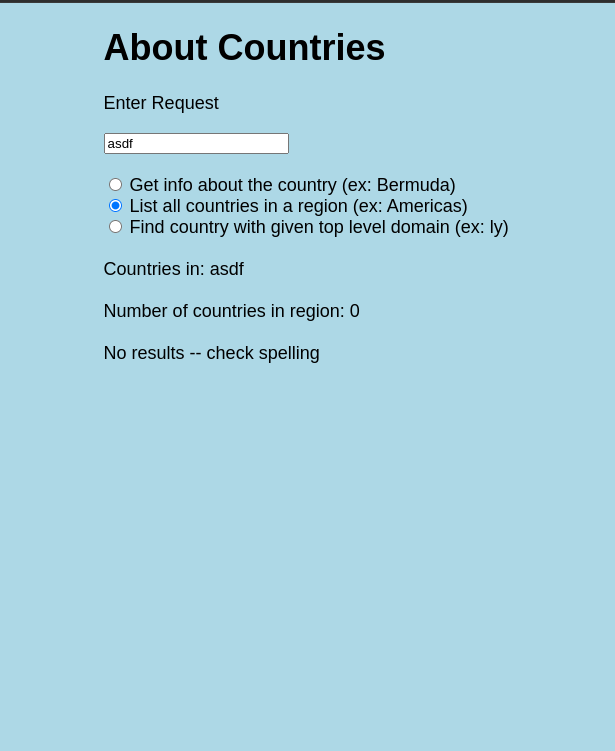 About Countries
Enter Request
asdf
Get info about the country (ex: Bermuda)
List all countries in a region (ex: Americas)
Find country with given top level domain (ex: ly)
Countries in: asdf
Number of countries in region: 0
No results -- check spelling